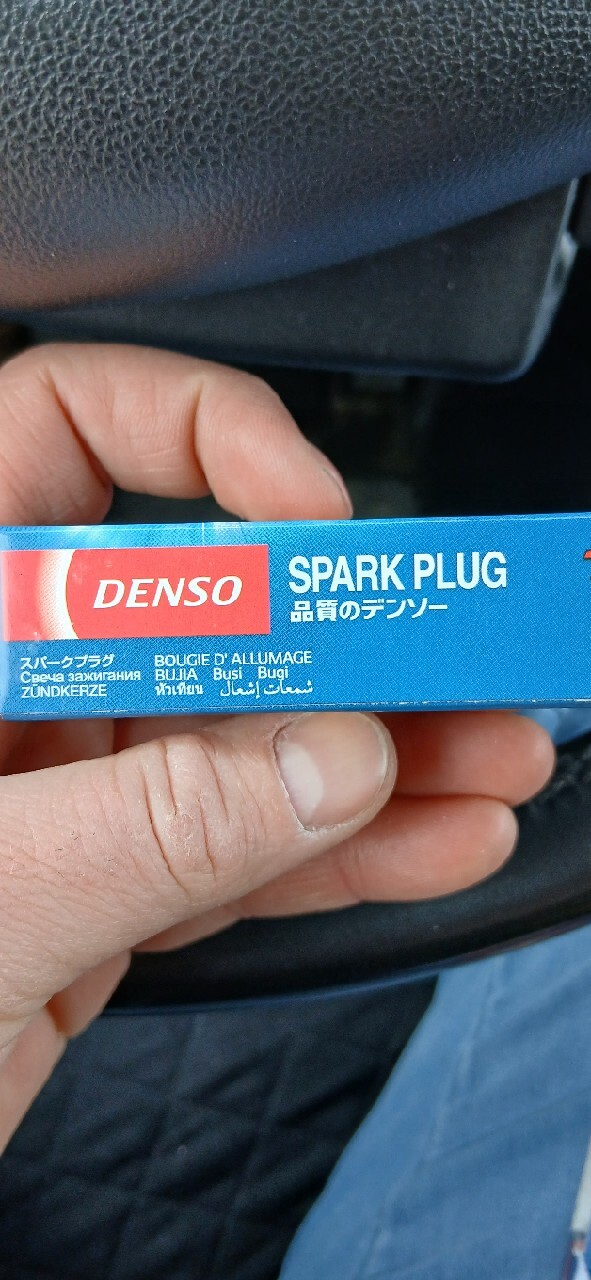 DENSO
SPARK PLUG
品質のデンソー
スパークプラグ
Свеча зажигания
ZÜNDKERZE
BOUGIE D' ALLUMAGE
BUJIA Busi Bugi
หัวเทียน شمعات إشعال